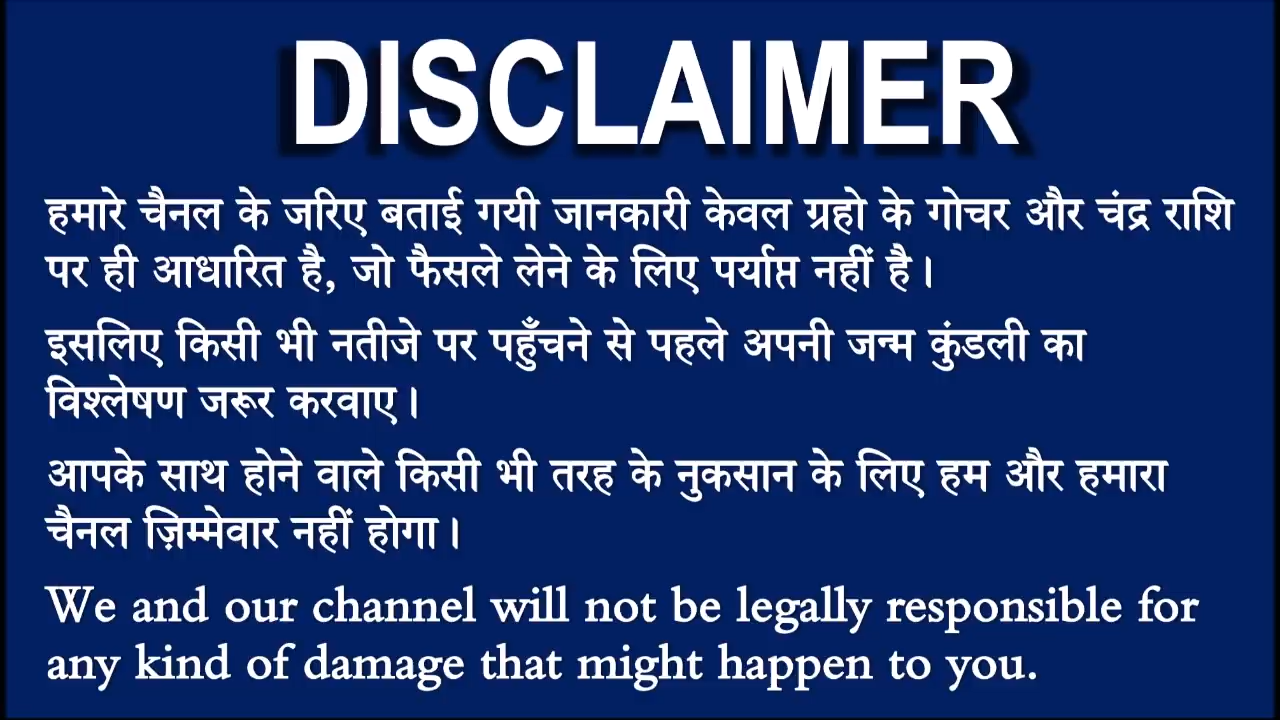 DISCLAIMER
हमारे चैनल के जरिए बताई गयी जानकारी केवल ग्रहो के गोचर और चंद्र राशि
पर ही आधारित है, जो फैसले लेने के लिए पर्याप्त नहीं है।
इसलिए किसी भी नतीजे पर पहुँचने से पहले अपनी जन्म कुंडली का
विश्लेषण जरूर करवाए।
आपके साथ होने वाले किसी भी तरह के नुकसान के लिए हम और हमारा
चैनल ज़िम्मेवार नहीं होगा।
We and our channel will not be legally responsible for
any kind of damage that might happen to you.